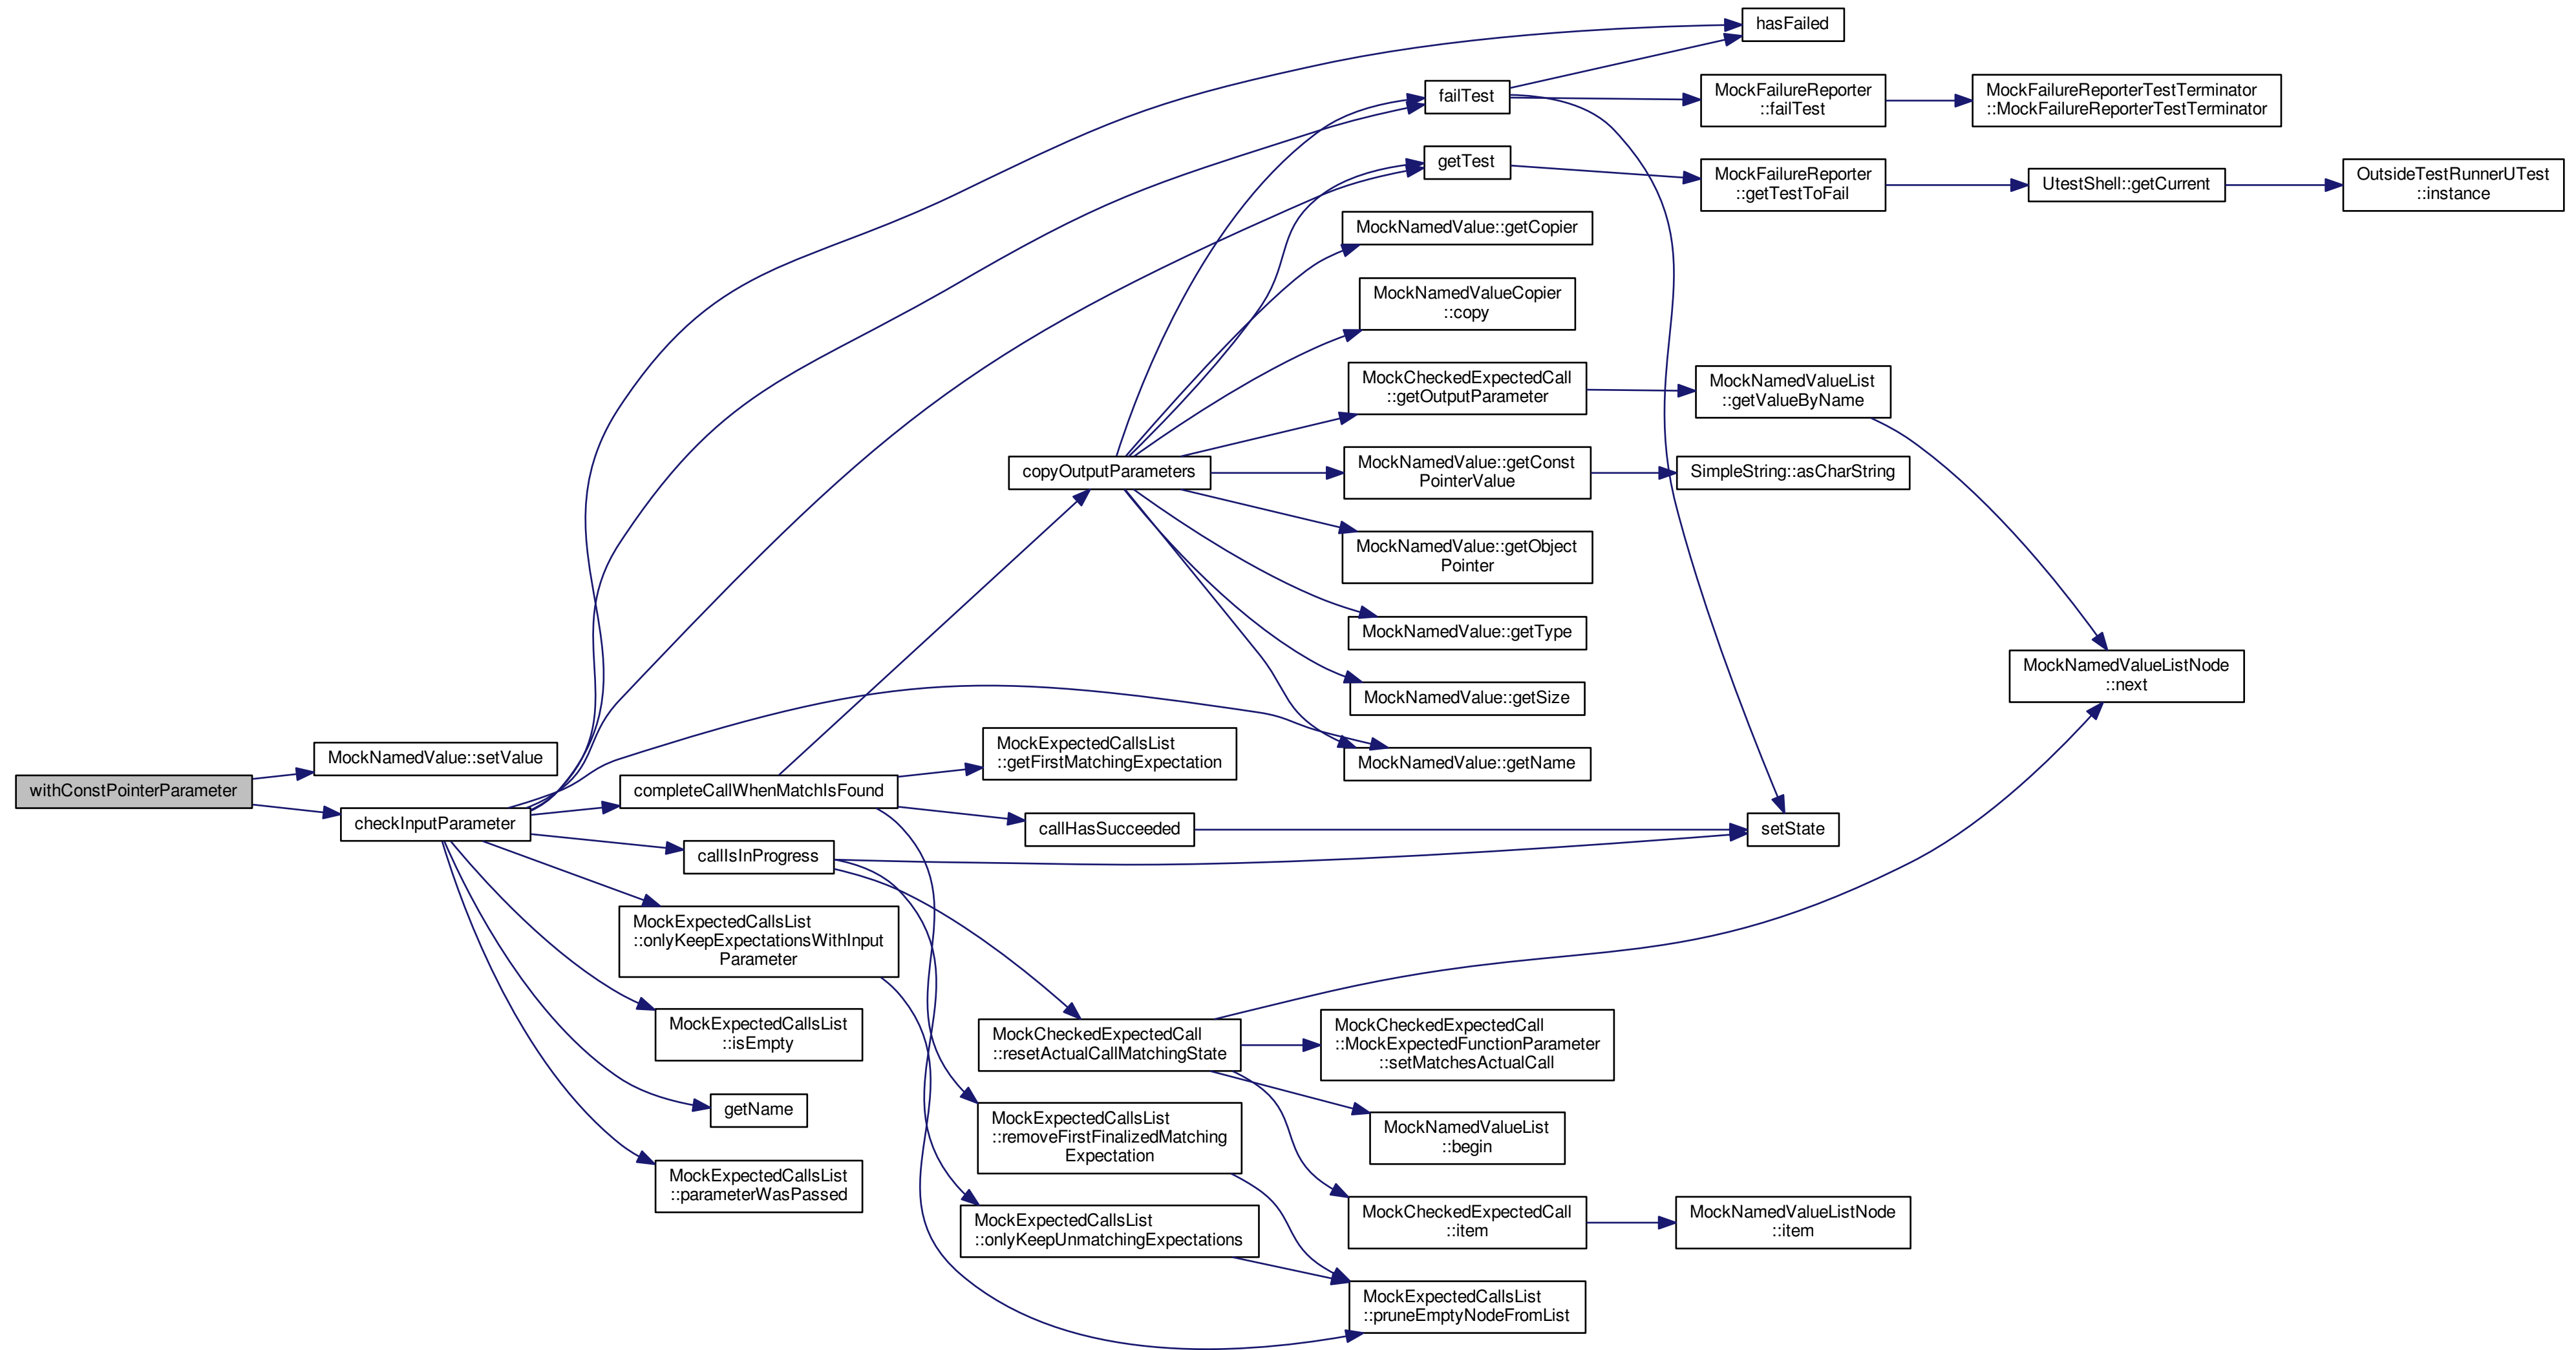 hasFailed
failTest
MockFailureReporter
::failTest
MockFailureReporterTestTerminator
::MockFailureReporterTestTerminator
getTest
MockFailureReporter
::getTestToFail
UtestShell::getCurrent
OutsideTestRunnerUTest
::instance
MockNamedValue::getCopier
MockNamedValueCopier
::copy
MockCheckedExpectedCall
::getOutputParameter
MockNamedValueList
::getValueByName
copyOutputParameters
MockNamedValue::getConst
PointerValue
SimpleString::asCharString
MockNamedValue::getObject
Pointer
MockNamedValue::getType
MockNamedValueListNode
::next
MockNamedValue::getSize
MockNamedValue::getName
MockNamedValue::setValue
withConstPointerParameter
checkInputParameter
completeCallWhenMatchIsFound
MockExpectedCallsList
::getFirstMatchingExpectation
callHasSucceeded
setState
callIsInProgress
MockExpectedCallsList
::onlyKeepExpectationsWithInput
Parameter
MockExpectedCallsList
::isEmpty
getName
MockExpectedCallsList
::parameterWasPassed
MockCheckedExpectedCall
::resetActualCallMatchingState
MockCheckedExpectedCall
::MockExpectedFunctionParameter
::setMatchesActualCall
MockExpectedCallsList
::removeFirstFinalizedMatching
Expectation
MockNamedValueList
::begin
MockExpectedCallsList
::onlyKeepUnmatchingExpectations
MockCheckedExpectedCall
::item
MockNamedValueListNode
::item
MockExpectedCallsList
::pruneEmptyNodeFromList